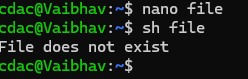 cdac@Vaibhav:~$ nano file
cdac@Vaibhav:~$ sh file
File does not exist
cdac@Vaibhav:~$